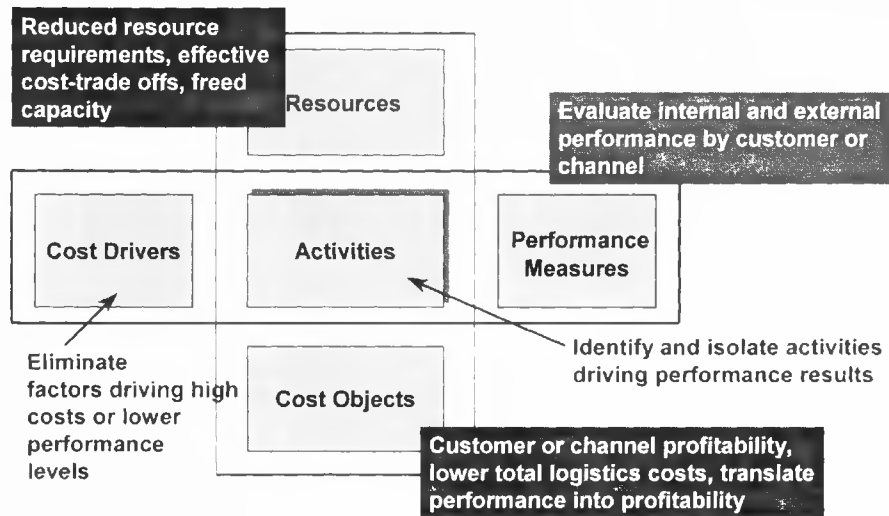 Reduced resource
requirements, effective
cost-trade offs, freed
capacity
Resources
Evaluate internal and external
performance by customer or
channel
Cost Drivers
Activities
Performance
Measures
Eliminate
factors driving high
costs or lower
performance
levels
Identify and isolate activities
driving performance results
Cost Objects
Customer or channel profitability,
lower total logistics costs, translate
performance into profitability